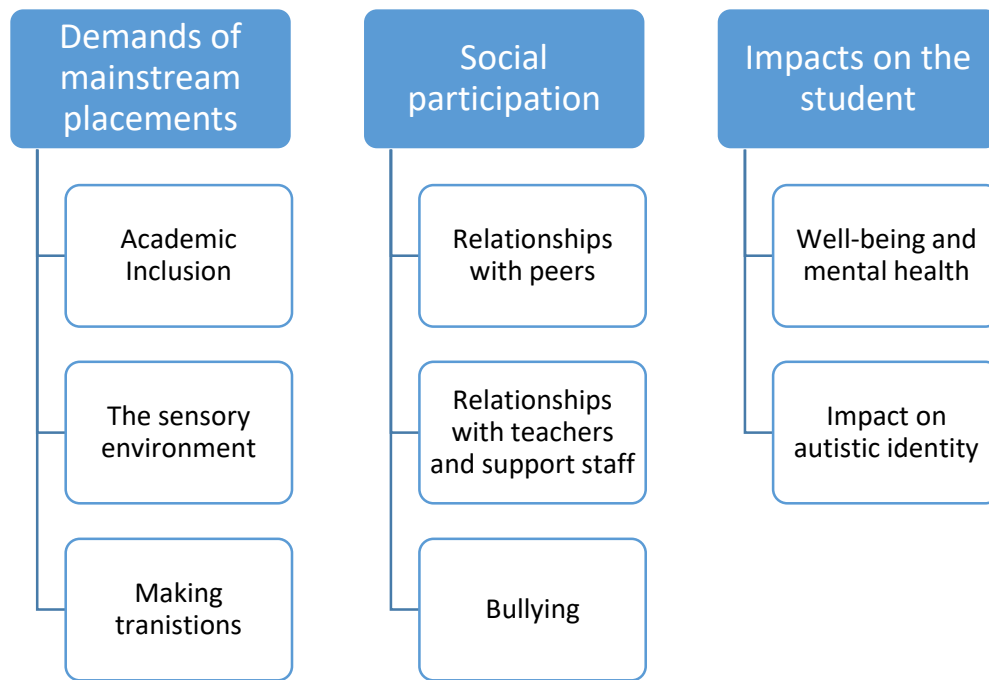 Demands of
mainstream
placements
Academic
Inclusion
The sensory
environment
Making
tranistions
Social
participation
Relationships
with peers
Relationships
with teachers
and support staff
Bullying
Impacts on the
student
Well-being and
mental health
Impact on
autistic identity